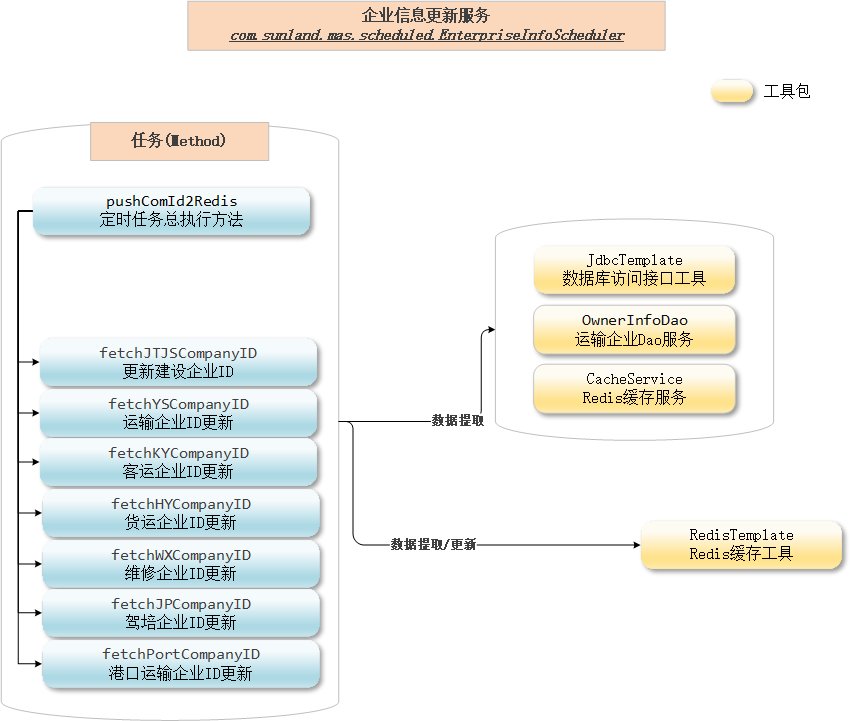 企业信息更新服务
com.sunland.mas.scheduled.EnterpriseInfoScheduler
工具包
任务(Method)
pushComId2Redis
定时任务总执行方法
fetchJTJSCompanyID
更新建设企业ID
fetchYSCompanyID
运输企业ID更新
fetchKYCompanyID
客运企业ID更新
fetchHYCompanyID
货运企业ID更新
fetchWXCompanyID
维修企业ID更新
fetchJPCompanyID
驾培企业ID更新
fetchPortCompanyID
港口运输企业ID更新
数据提取
数据提取/更新
JdbcTemplate
数据库访问接口工具
OwnerInfoDao
运输企业Dao服务
CacheService
Redis缓存服务
RedisTemplate
Redis缓存工具